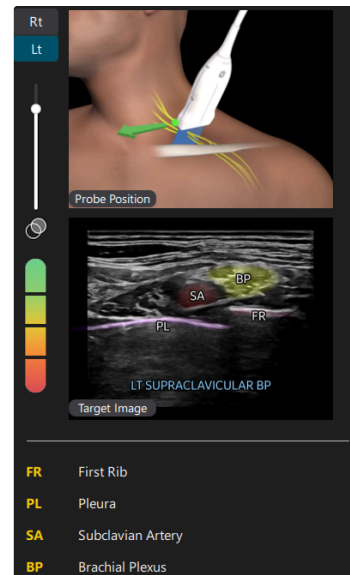 Rt
Lt
Probe Position
BP
SA
FR
PL
LT SUPRACLAVICULAR BP
Target Image
FR First Rib
PL Pleura
SA Subclavian Artery
BP Brachial Plexus